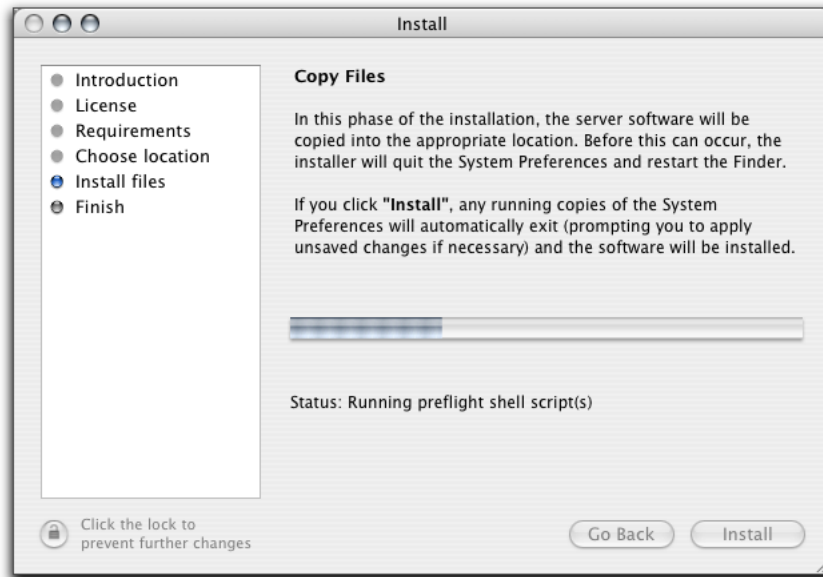 Install
Introduction
License
Requirements
Choose location
Install files
Finish
Copy Files
In this phase of the installation, the server software will be
copied into the appropriate location. Before this can occur, the
installer will quit the System Preferences and restart the Finder.
If you click "Install", any running copies of the System
Preferences will automatically exit (prompting you to apply
unsaved changes if necessary) and the software will be installed.
Status: Running preflight shell script(s)
Click the lock to
prevent further changes
Go Back
Install